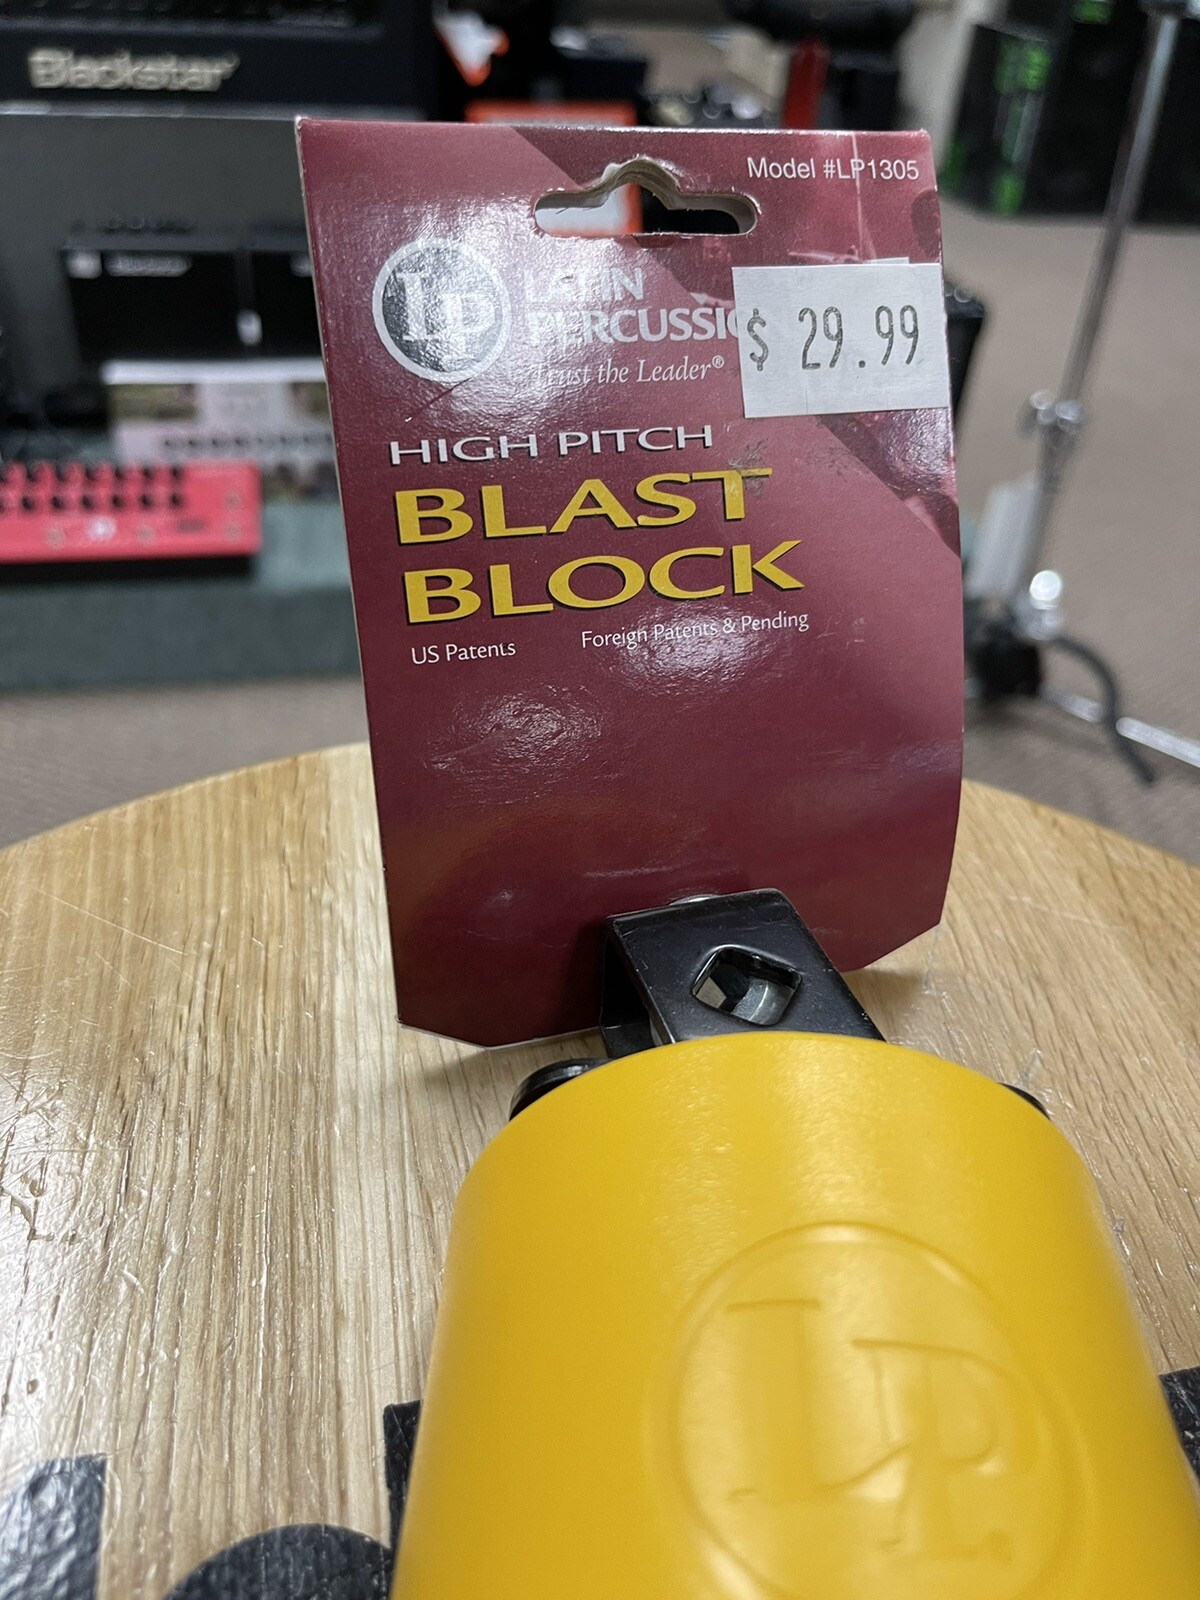 Blackstar
Model #LP1305
LP
LATIN
PERCUSSIO
Trust the Leader®
$ 29.99
HIGH PITCH
BLAST
BLOCK
US Patents Foreign Patents & Pending
LP